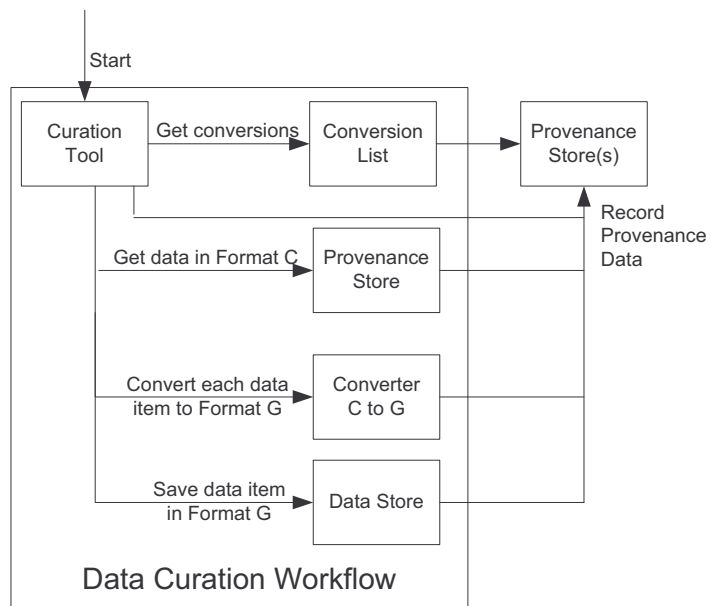 Start
Curation
Tool
Get conversions
Conversion
List
Provenance
Store(s)
Record
Provenance
Data
Get data in Format C
Provenance
Store
Convert each data
item to Format G
Converter
C to G
Save data item
in Format G
Data Store
Data Curation Workflow